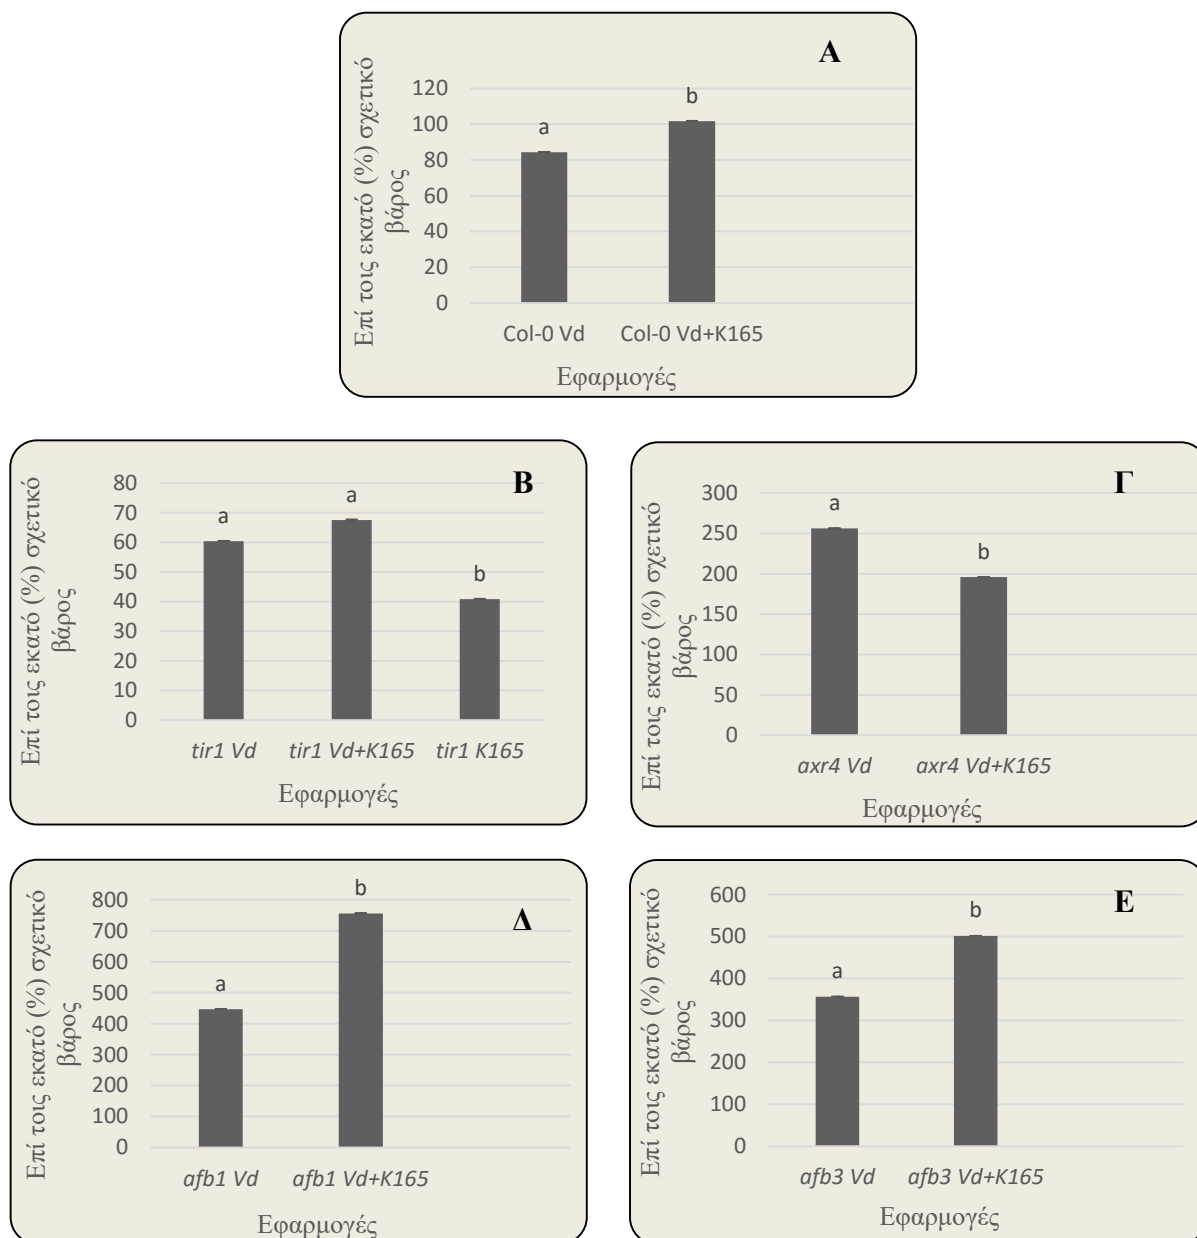 Α
Επί τοις εκατό (%) σχετικό
βάρος
120
100
80
60
40
20
0
a
b
Col-0 Vd
Col-0 Vd+K165
Εφαρμογές
Β
Επί τοις εκατό (%) σχετικό
βάρος
80
70
60
50
40
30
20
10
0
a
a
b
tir1 Vd
tir1 Vd+K165
tir1 K165
Εφαρμογές
Γ
Επί τοις εκατό (%) σχετικό
βάρος
300
250
200
150
100
50
0
a
b
axr4 Vd
axr4 Vd+K165
Εφαρμογές
Δ
Επί τοις εκατό (%) σχετικό
βάρος
800
700
600
500
400
300
200
100
0
a
b
afb1 Vd
afb1 Vd+K165
Εφαρμογές
Ε
Επί τοις εκατό (%) σχετικό
βάρος
600
500
400
300
200
100
0
a
b
afb3 Vd
afb3 Vd+K165
Εφαρμογές